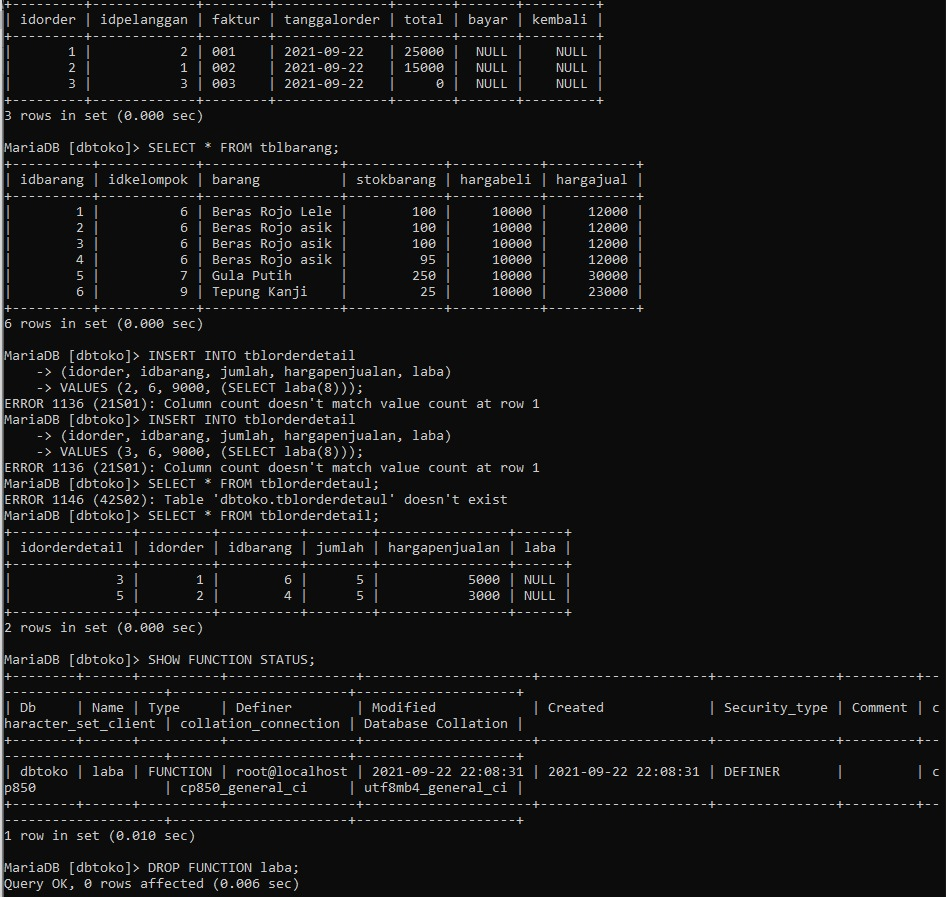 +----------+-------------+--------+--------------+-------+-------+---------+
| idorder | idpelanggan | faktur | tanggalorder | total | bayar | kembali |
+---------+-------------+--------+--------------+-------+-------+---------+
|       1 |           2 | 001    | 2021-09-22   | 25000 |  NULL |    NULL |
|       2 |           1 | 002    | 2021-09-22   | 15000 |  NULL |    NULL |
|       3 |           3 | 003    | 2021-09-22   |     0 |  NULL |    NULL |
+---------+-------------+--------+--------------+-------+-------+---------+
3 rows in set (0.000 sec)

MariaDB [dbtoko]> SELECT * FROM tblbarang;
+----------+------------+-----------------+------------+-----------+-----------+
| idbarang | idkelompok | barang          | stokbarang | hargabeli | hargajual |
+----------+------------+-----------------+------------+-----------+-----------+
|        1 |          6 | Beras Rojo Lele |        100 |     10000 |     12000 |
|        2 |          6 | Beras Rojo asik |        100 |     10000 |     12000 |
|        3 |          6 | Beras Rojo asik |        100 |     10000 |     12000 |
|        4 |          6 | Beras Rojo asik |         95 |     10000 |     12000 |
|        5 |          7 | Gula Putih      |        250 |     10000 |     30000 |
|        6 |          9 | Tepung Kanji    |         25 |     10000 |     23000 |
+----------+------------+-----------------+------------+-----------+-----------+
6 rows in set (0.000 sec)

MariaDB [dbtoko]> INSERT INTO tblorderdetail
    -> (idorder, idbarang, jumlah, hargapenjualan, laba)
    -> VALUES (2, 6, 9000, (SELECT laba(8)));
ERROR 1136 (21S01): Column count doesn't match value count at row 1
MariaDB [dbtoko]> INSERT INTO tblorderdetail
    -> (idorder, idbarang, jumlah, hargapenjualan, laba)
    -> VALUES (3, 6, 9000, (SELECT laba(8)));
ERROR 1136 (21S01): Column count doesn't match value count at row 1
MariaDB [dbtoko]> SELECT * FROM tblorderdetaul;
ERROR 1146 (42S02): Table 'dbtoko.tblorderdetaul' doesn't exist
MariaDB [dbtoko]> SELECT * FROM tblorderdetail;
+---------------+---------+----------+--------+----------------+------+
| idorderdetail | idorder | idbarang | jumlah | hargapenjualan | laba |
+---------------+---------+----------+--------+----------------+------+
|             3 |       1 |        6 |      5 |           5000 | NULL |
|             5 |       2 |        4 |      5 |           3000 | NULL |
+---------------+---------+----------+--------+----------------+------+
2 rows in set (0.000 sec)

MariaDB [dbtoko]> SHOW FUNCTION STATUS;
+--------+------+----------+----------------+---------------------+---------------------+---------------+---------+--
--------------------+----------------------+--------------------+
| Db     | Name | Type     | Definer        | Modified            | Created             | Security_type | Comment | c
haracter_set_client | collation_connection | Database Collation |
+--------+------+----------+----------------+---------------------+---------------------+---------------+---------+--
--------------------+----------------------+--------------------+
| dbtoko | laba | FUNCTION | root@localhost | 2021-09-22 22:08:31 | 2021-09-22 22:08:31 | DEFINER       |         | c
p850                | cp850_general_ci     | utf8mb4_general_ci |
+--------+------+----------+----------------+---------------------+---------------------+---------------+---------+--
--------------------+----------------------+--------------------+
1 row in set (0.010 sec)

MariaDB [dbtoko]> DROP FUNCTION laba;
Query OK, 0 rows affected (0.006 sec)